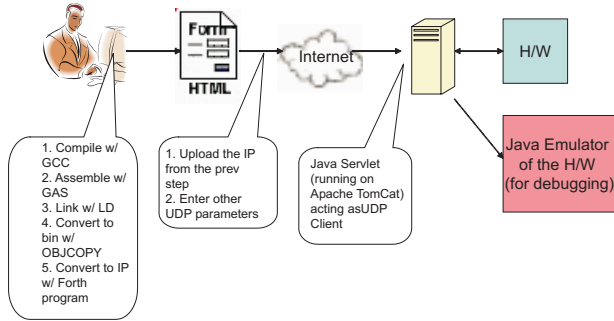 Form
HTML
Internet
H/W
Java Emulator
of the H/W
(for debugging)
1. Compile w/
GCC
2. Assemble w/
GAS
3. Link w/ LD
4. Convert to
bin w/
OBJCOPY
5. Convert to IP
w/ Forth
program
1. Upload the IP
from the prev
step
2. Enter other
UDP parameters
Java Servlet
(running on
Apache TomCat)
acting asUDP
Client